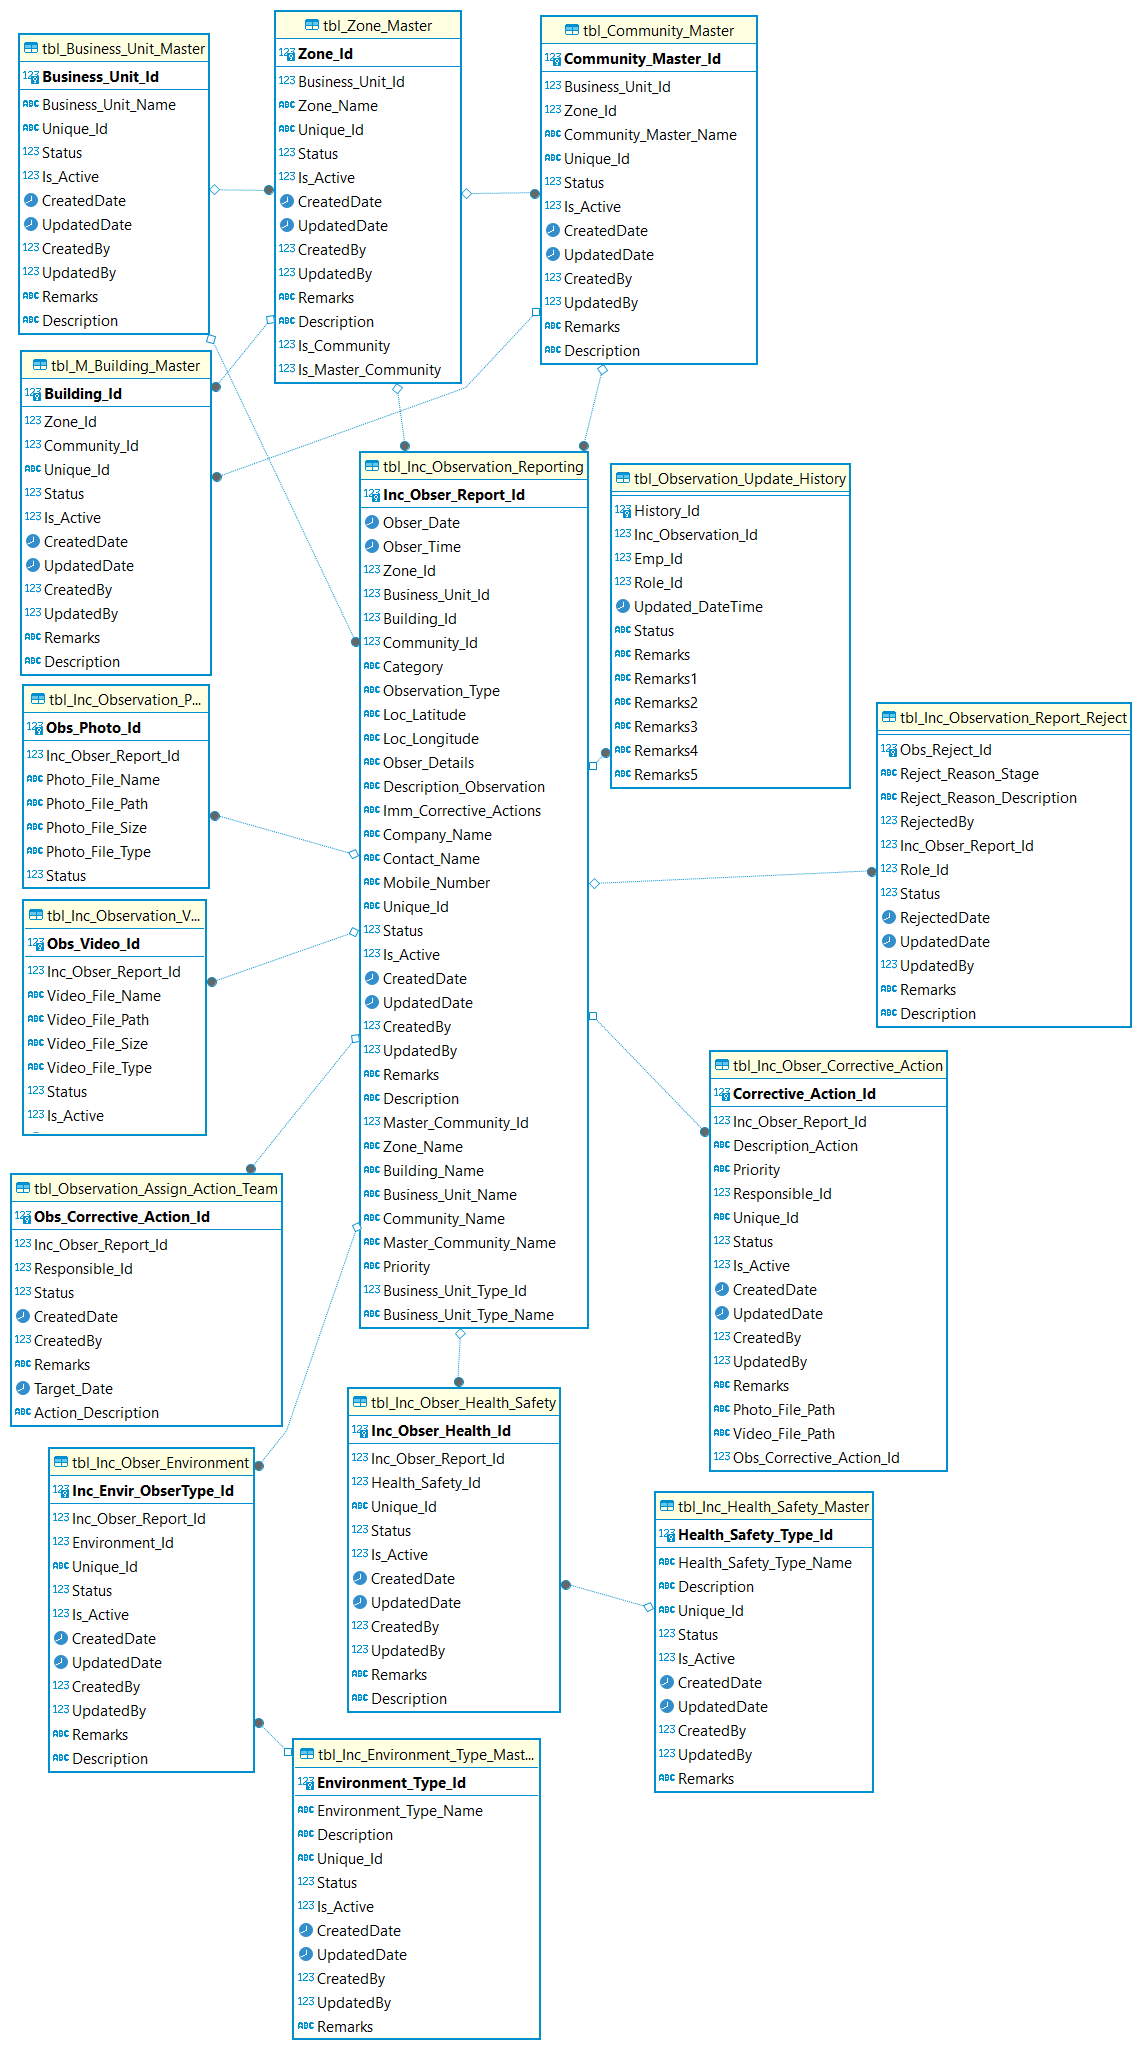 tbl_Business_Unit_Master
123 Business_Unit_Id
ABC Business_Unit_Name
ABC Unique_Id
123 Status
123 Is_Active
CreatedDate
UpdatedDate
123 CreatedBy
123 UpdatedBy
ABC Remarks
ABC Description
tbl_Zone_Master
123 Zone_Id
123 Business_Unit_Id
ABC Zone_Name
ABC Unique_Id
123 Status
123 Is_Active
CreatedDate
UpdatedDate
123 CreatedBy
123 UpdatedBy
ABC Remarks
ABC Description
123 Is_Community
123 Is_Master_Community
tbl_Community_Master
123 Community_Master_Id
123 Business_Unit_Id
123 Zone_Id
ABC Community_Master_Name
ABC Unique_Id
123 Status
123 Is_Active
CreatedDate
UpdatedDate
123 CreatedBy
123 UpdatedBy
ABC Remarks
ABC Description
tbl_M_Building_Master
123 Building_Id
123 Zone_Id
123 Community_Id
ABC Unique_Id
123 Status
123 Is_Active
CreatedDate
UpdatedDate
123 CreatedBy
123 UpdatedBy
ABC Remarks
ABC Description
tbl_Inc_Observation_Reporting
123 Inc_Obser_Report_Id
Obser_Date
Obser_Time
123 Zone_Id
123 Business_Unit_Id
123 Building_Id
123 Community_Id
ABC Category
ABC Observation_Type
ABC Loc_Latitude
ABC Loc_Longitude
ABC Obser_Details
ABC Description_Observation
ABC Imm_Corrective_Actions
ABC Company_Name
ABC Contact_Name
ABC Mobile_Number
ABC Unique_Id
123 Status
123 Is_Active
CreatedDate
UpdatedDate
123 CreatedBy
123 UpdatedBy
ABC Remarks
ABC Description
123 Master_Community_Id
ABC Zone_Name
ABC Building_Name
ABC Business_Unit_Name
ABC Community_Name
ABC Master_Community_Name
ABC Priority
123 Business_Unit_Type_Id
ABC Business_Unit_Type_Name
tbl_Observation_Update_History
123 History_Id
123 Inc_Observation_Id
123 Emp_Id
123 Role_Id
Updated_DateTime
ABC Status
ABC Remarks
ABC Remarks1
ABC Remarks2
ABC Remarks3
ABC Remarks4
ABC Remarks5
tbl_Inc_Observation_P...
123 Obs_Photo_Id
123 Inc_Obser_Report_Id
ABC Photo_File_Name
ABC Photo_File_Path
ABC Photo_File_Size
ABC Photo_File_Type
123 Status
tbl_Inc_Observation_Report_Reject
123 Obs_Reject_Id
ABC Reject_Reason_Stage
ABC Reject_Reason_Description
123 RejectedBy
123 Inc_Obser_Report_Id
123 Role_Id
123 Status
RejectedDate
UpdatedDate
123 UpdatedBy
ABC Remarks
ABC Description
tbl_Inc_Observation_V...
123 Obs_Video_Id
123 Inc_Obser_Report_Id
ABC Video_File_Name
ABC Video_File_Path
ABC Video_File_Size
ABC Video_File_Type
123 Status
123 Is_Active
tbl_Inc_Obser_Corrective_Action
123 Corrective_Action_Id
123 Inc_Obser_Report_Id
ABC Description_Action
ABC Priority
123 Responsible_Id
ABC Unique_Id
123 Status
123 Is_Active
CreatedDate
UpdatedDate
123 CreatedBy
123 UpdatedBy
ABC Remarks
ABC Photo_File_Path
ABC Video_File_Path
123 Obs_Corrective_Action_Id
tbl_Observation_Assign_Action_Team
123 Obs_Corrective_Action_Id
123 Inc_Obser_Report_Id
123 Responsible_Id
123 Status
CreatedDate
123 CreatedBy
ABC Remarks
Target_Date
ABC Action_Description
tbl_Inc_Obser_Health_Safety
123 Inc_Obser_Health_Id
123 Inc_Obser_Report_Id
123 Health_Safety_Id
ABC Unique_Id
123 Status
123 Is_Active
CreatedDate
UpdatedDate
123 CreatedBy
123 UpdatedBy
ABC Remarks
ABC Description
tbl_Inc_Obser_Environment
123 Inc_Envir_ObserType_Id
123 Inc_Obser_Report_Id
123 Environment_Id
ABC Unique_Id
123 Status
123 Is_Active
CreatedDate
UpdatedDate
123 CreatedBy
123 UpdatedBy
ABC Remarks
ABC Description
tbl_Inc_Health_Safety_Master
123 Health_Safety_Type_Id
ABC Health_Safety_Type_Name
ABC Description
ABC Unique_Id
123 Status
123 Is_Active
CreatedDate
UpdatedDate
123 CreatedBy
123 UpdatedBy
ABC Remarks
tbl_Inc_Environment_Type_Mast...
123 Environment_Type_Id
ABC Environment_Type_Name
ABC Description
ABC Unique_Id
123 Status
123 Is_Active
CreatedDate
UpdatedDate
123 CreatedBy
123 UpdatedBy
ABC Remarks